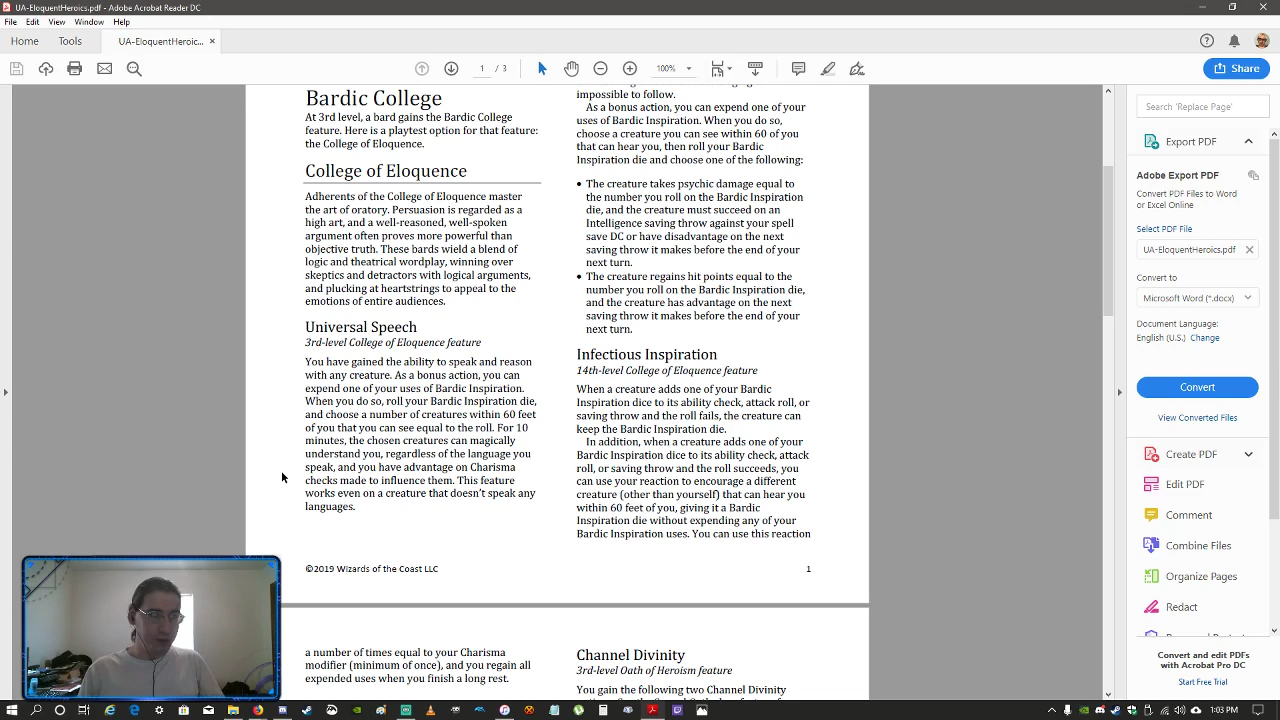 UA-EloquentHeroics.pdf - Adobe Acrobat Reader DC
File Edit View Window Help
Home Tools UA-EloquentHeroic... ×
1 / 3 100% Share
Bardic College
At 3rd level, a bard gains the Bardic College
feature. Here is a playtest option for that feature:
the College of Eloquence.
College of Eloquence
Adherents of the College of Eloquence master
the art of oratory. Persuasion is regarded as a
high art, and a well-reasoned, well-spoken
argument often proves more powerful than
objective truth. These bards wield a blend of
logic and theatrical wordplay, winning over
skeptics and detractors with logical arguments,
and plucking at heartstrings to appeal to the
emotions of entire audiences.
Universal Speech
3rd-level College of Eloquence feature
You have gained the ability to speak and reason
with any creature. As a bonus action, you can
expend one of your uses of Bardic Inspiration.
When you do so, roll your Bardic Inspiration die,
and choose a number of creatures within 60 feet
of you that you can see equal to the roll. For 10
minutes, the chosen creatures can magically
understand you, regardless of the language you
speak, and you have advantage on Charisma
checks made to influence them. This feature
works even on a creature that doesn't speak any
languages.
impossible to follow.
As a bonus action, you can expend one of your
uses of Bardic Inspiration. When you do so,
choose a creature you can see within 60 of you
that can hear you, then roll your Bardic
Inspiration die and choose one of the following:
• The creature takes psychic damage equal to
the number you roll on the Bardic Inspiration
die, and the creature must succeed on an
Intelligence saving throw against your spell
save DC or have disadvantage on the next
saving throw it makes before the end of your
next turn.
• The creature regains hit points equal to the
number you roll on the Bardic Inspiration die,
and the creature has advantage on the next
saving throw it makes before the end of your
next turn.
Infectious Inspiration
14th-level College of Eloquence feature
When a creature adds one of your Bardic
Inspiration dice to its ability check, attack roll, or
saving throw and the roll fails, the creature can
keep the Bardic Inspiration die.
In addition, when a creature adds one of your
Bardic Inspiration dice to its ability check, attack
roll, or saving throw and the roll succeeds, you
can use your reaction to encourage a different
creature (other than yourself) that can hear you
within 60 feet of you, giving it a Bardic
Inspiration die without expending any of your
Bardic Inspiration uses. You can use this reaction
©2019 Wizards of the Coast LLC 1
a number of times equal to your Charisma
modifier (minimum of once), and you regain all
expended uses when you finish a long rest.
Channel Divinity
3rd-level Oath of Heroism feature
You gain the following two Channel Divinity
Search 'Replace Page'
Export PDF
Adobe Export PDF
Convert PDF Files to Word
or Excel Online
Select PDF File
UA-EloquentHeroics.pdf
Convert to
Microsoft Word (*.docx)
Document Language:
English (U.S.) Change
Convert
View Converted Files
Create PDF
Edit PDF
Comment
Combine Files
Organize Pages
Redact
Convert and edit PDFs
with Acrobat Pro DC
Start Free Trial
1:03 PM